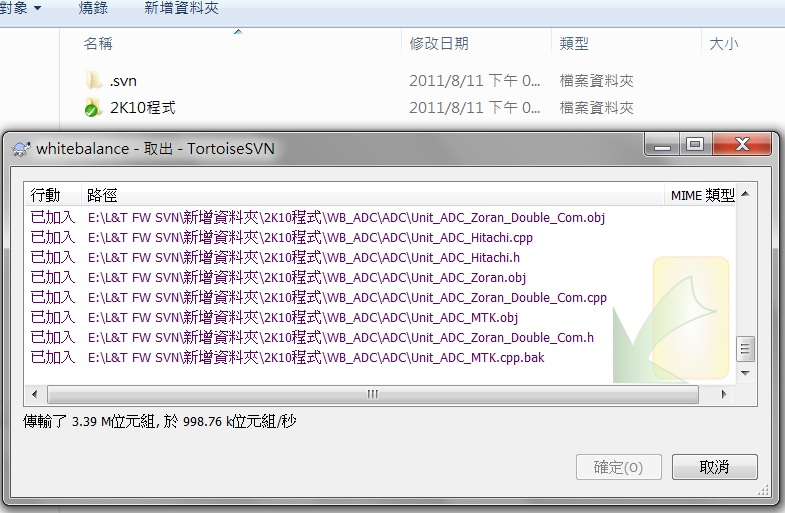 對象 燒錄 新增資料夾
名稱 修改日期 類型 大小
.svn 2011/8/11 下午 0... 檔案資料夾
2K10程式 2011/8/11 下午 0... 檔案資料夾
whitebalance - 取出 - TortoiseSVN
行動 路徑 MIME 類型
已加入 E:\L&T FW SVN\新增資料夾\2K10程式\WB_ADC\ADC\Unit_ADC_Zoran_Double_Com.obj
已加入 E:\L&T FW SVN\新增資料夾\2K10程式\WB_ADC\ADC\Unit_ADC_Hitachi.cpp
已加入 E:\L&T FW SVN\新增資料夾\2K10程式\WB_ADC\ADC\Unit_ADC_Hitachi.h
已加入 E:\L&T FW SVN\新增資料夾\2K10程式\WB_ADC\ADC\Unit_ADC_Zoran.obj
已加入 E:\L&T FW SVN\新增資料夾\2K10程式\WB_ADC\ADC\Unit_ADC_Zoran_Double_Com.cpp
已加入 E:\L&T FW SVN\新增資料夾\2K10程式\WB_ADC\ADC\Unit_ADC_MTK.obj
已加入 E:\L&T FW SVN\新增資料夾\2K10程式\WB_ADC\ADC\Unit_ADC_Zoran_Double_Com.h
已加入 E:\L&T FW SVN\新增資料夾\2K10程式\WB_ADC\ADC\Unit_ADC_MTK.cpp.bak
傳輸了 3.39 M位元組, 於 998.76 k位元組/秒
確定(O) 取消